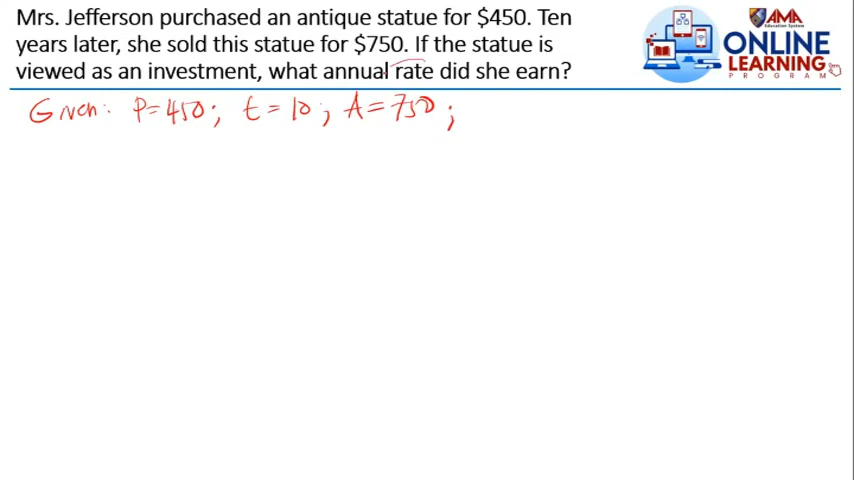 Mrs. Jefferson purchased an antique statue for $450. Ten
years later, she sold this statue for $750. If the statue is
viewed as an investment, what annual rate did she earn?
AMA
Education System
ONLINE
LEARNING
PROGRAM
Given: P=450; t=10; A=750;